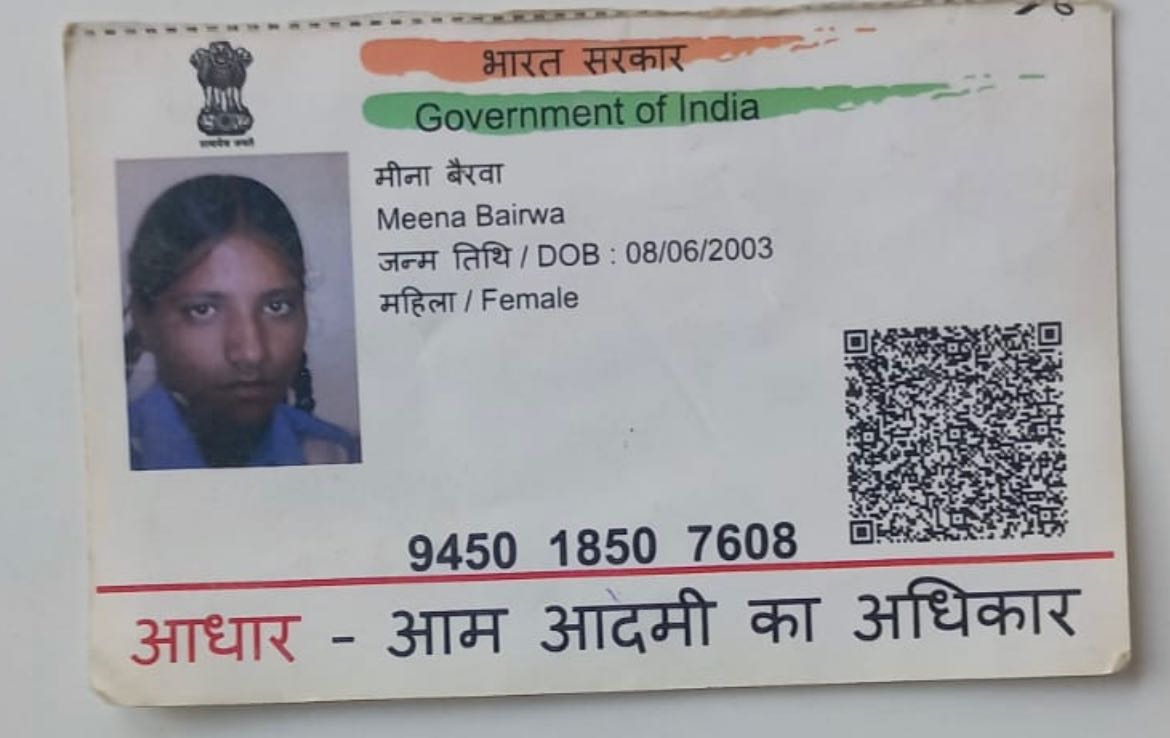 भारत सरकार
Government of India
सत्यमेव जयते
मीना बैरवा
Meena Bairwa
जन्म तिथि / DOB : 08/06/2003
महिला / Female
9450 1850 7608
आधार - आम आदमी का अधिकार